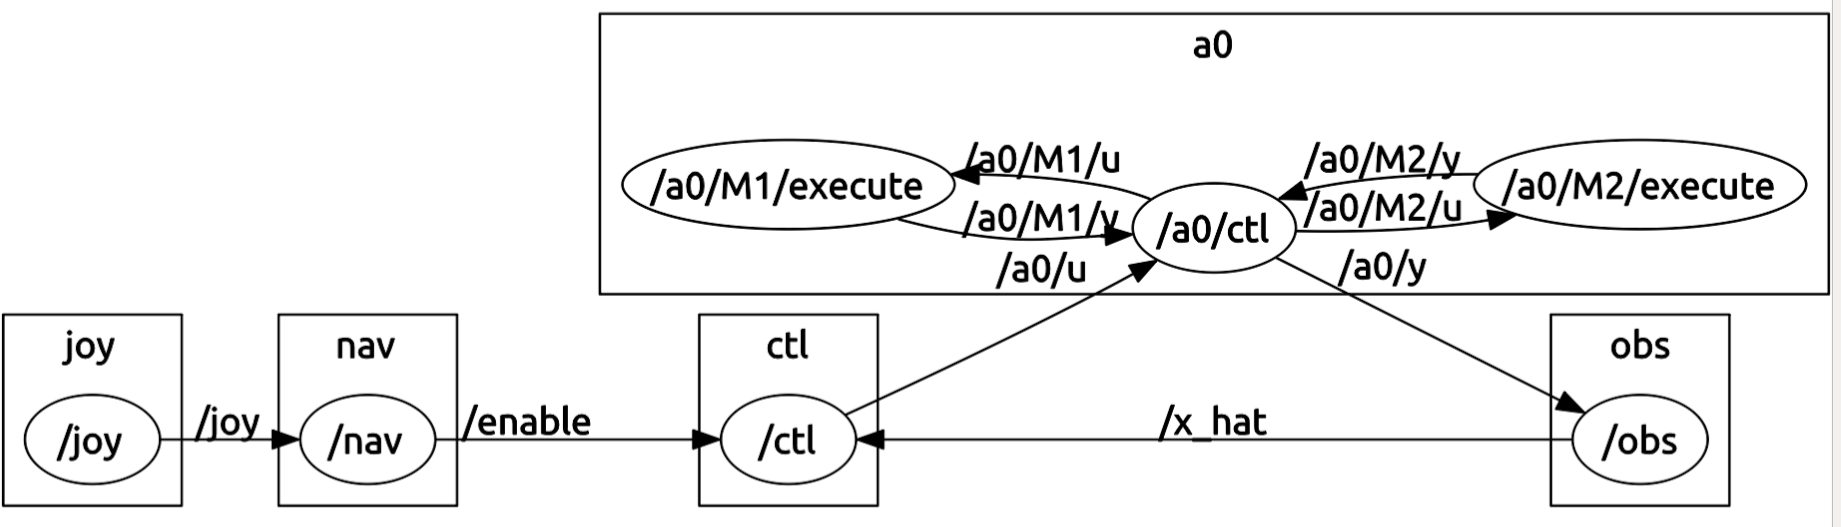 a0
/a0/M1/u
/a0/M2/y
/a0/M1/execute
/a0/M2/execute
/a0/M1/y
/a0/M2/u
/a0/ctl
/a0/u
/a0/y
joy
nav
ctl
obs
/joy
/enable
/x_hat
/joy
/nav
/ctl
/obs